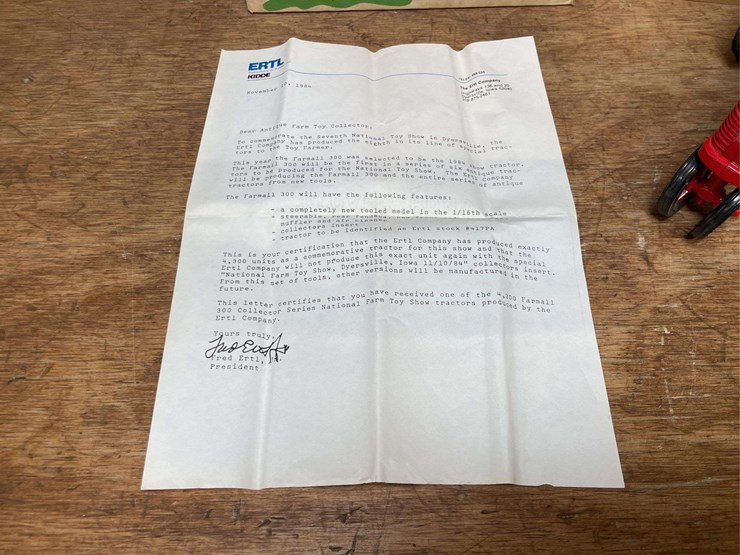 ERTL
KIDDE
The Ertl Company
November
Dear Antique Farm Toy Collector:
To commemorate the Seventh National Toy Show in Dyersville, the
Ertl Company has produced the eighth in its line of
tors to the Toy Farmer.
This year, the Farmall 300 was selected to be the 1984 show tractor.
The Farmall 300 will be the first in a series of six antique trac-
tors to be produced for the National Toy Show. The Ertl Company
will be producing the Farmall 300 and the entire series of antique
tractors from new tools.
The Farmall 300 will have the following features:
- a completely new tooled model in the 1/16th scale
steerable,
muffler and air
- collectors insert
- tractor to be identified as Ertl stock #417PA
This is your certification that the Ertl Company has produced exactly
4,300 units as a commemorative tractor for this show and that the
Ertl Company will not produce this exact unit again with the special
"National Farm Toy Show, Dyersville, Iowa 11/10/84" collectors insert.
From this set of tools, other versions will be manufactured in the
future.
This letter certifies that you have received one of the 4,300 Farmall
300 Collector Series National Farm Toy Show tractors produced by the
Ertl Company.
Yours truly,
Fred Ertl, Jr.
President